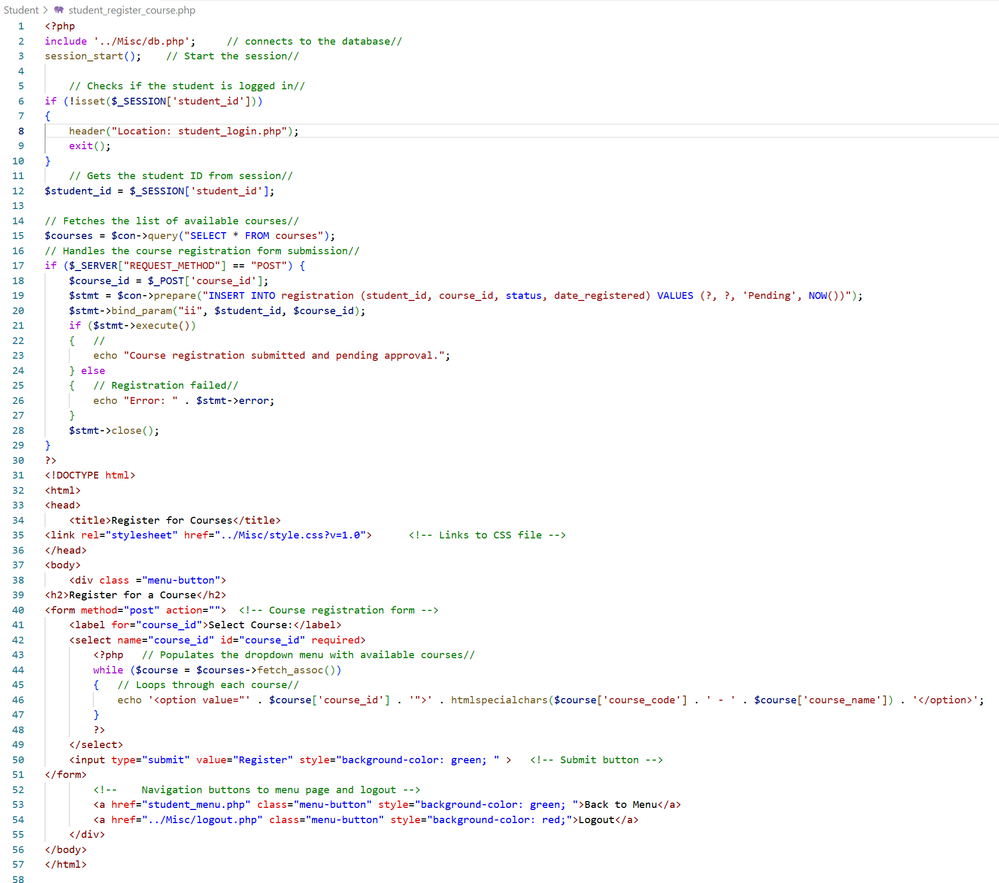 Student > student_register_course.php
1 <?php
2 include '../Misc/db.php';     // connects to the database//
3 session_start();    // Start the session//
4
5     // Checks if the student is logged in//
6 if (!isset($_SESSION['student_id']))
7 {
8     header("Location: student_login.php");
9     exit();
10 }
11     // Gets the student ID from session//
12 $student_id = $_SESSION['student_id'];
13
14 // Fetches the list of available courses//
15 $courses = $con->query("SELECT * FROM courses");
16 // Handles the course registration form submission//
17 if ($_SERVER["REQUEST_METHOD"] == "POST") {
18     $course_id = $_POST['course_id'];
19     $stmt = $con->prepare("INSERT INTO registration (student_id, course_id, status, date_registered) VALUES (?, ?, 'Pending', NOW())");
20     $stmt->bind_param("ii", $student_id, $course_id);
21     if ($stmt->execute())
22     {   //
23         echo "Course registration submitted and pending approval.";
24     } else
25     {   // Registration failed//
26         echo "Error: " . $stmt->error;
27     }
28     $stmt->close();
29 }
30 ?>
31 <!DOCTYPE html>
32 <html>
33 <head>
34     <title>Register for Courses</title>
35 <link rel="stylesheet" href="../Misc/style.css?v=1.0">      <!-- Links to CSS file -->
36 </head>
37 <body>
38     <div class ="menu-button">
39 <h2>Register for a Course</h2>
40 <form method="post" action="">  <!-- Course registration form -->
41     <label for="course_id">Select Course:</label>
42     <select name="course_id" id="course_id" required>
43         <?php   // Populates the dropdown menu with available courses//
44         while ($course = $courses->fetch_assoc())
45         {   // Loops through each course//
46             echo '<option value="' . $course['course_id'] . '">' . htmlspecialchars($course['course_code'] . ' - ' . $course['course_name']) . '</option>';
47         }
48         ?>
49     </select>
50     <input type="submit" value="Register" style="background-color: green; " >   <!-- Submit button -->
51 </form>
52         <!--    Navigation buttons to menu page and logout -->
53         <a href="student_menu.php" class="menu-button" style="background-color: green; ">Back to Menu</a>
54         <a href="../Misc/logout.php" class="menu-button" style="background-color: red;">Logout</a>
55     </div>
56 </body>
57 </html>
58